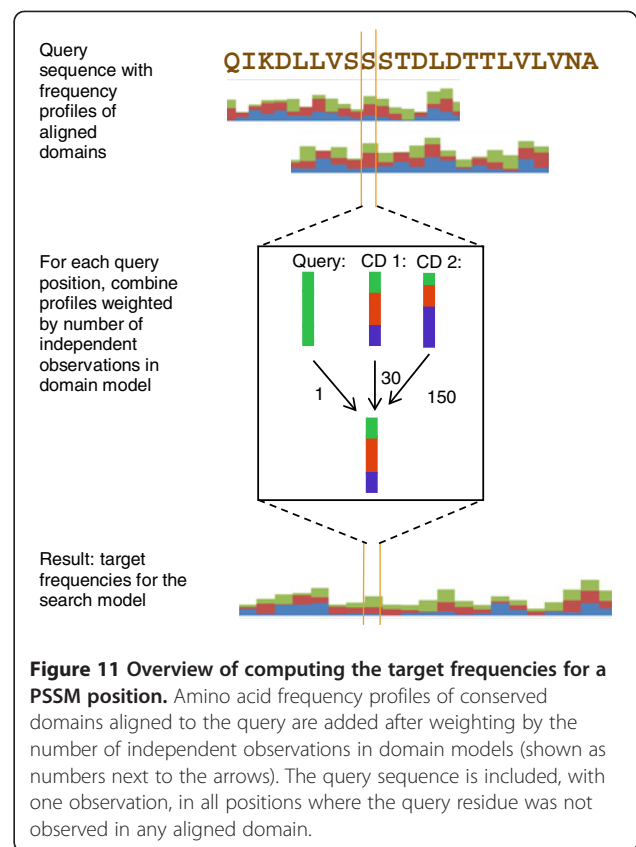 Query
sequence with
frequency
profiles of
aligned
domains
QIKDLLVSSSTDLDTTLVLVNA
For each query
position, combine
profiles weighted
by number of
independent
observations in
domain model
Query: CD 1: CD 2:
1
30
150
Result: target
frequencies for the
search model
Figure 11 Overview of computing the target frequencies for a
PSSM position. Amino acid frequency profiles of conserved
domains aligned to the query are added after weighting by the
number of independent observations in domain models (shown as
numbers next to the arrows). The query sequence is included, with
one observation, in all positions where the query residue was not
observed in any aligned domain.